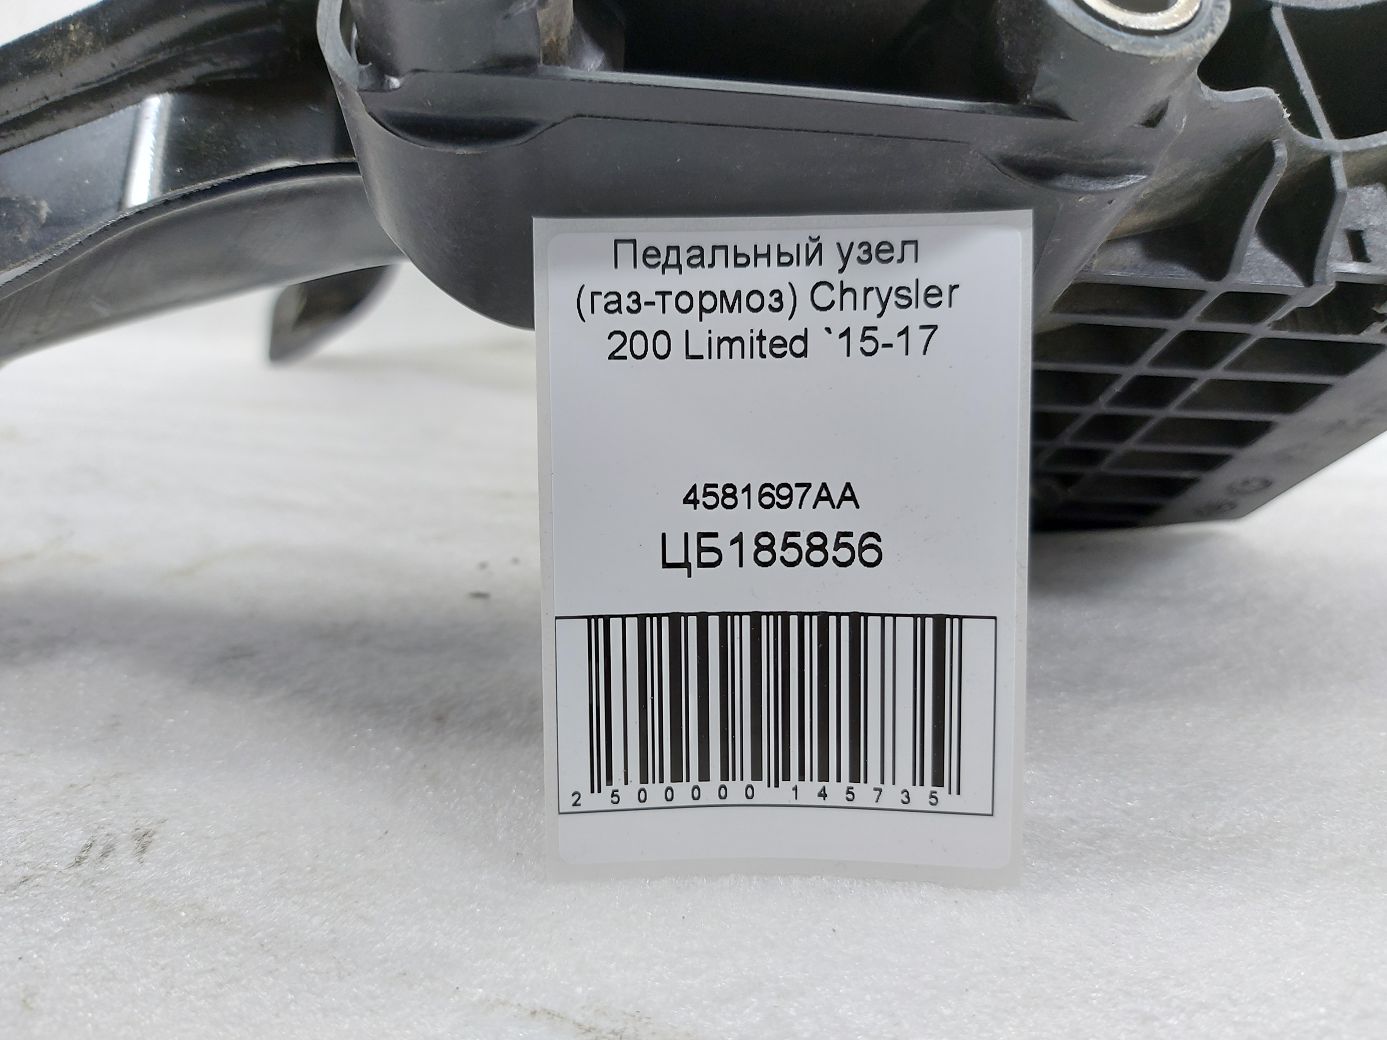 Педальный узел
(газ-тормоз) Chrysler
200 Limited `15-17
4581697AA
ЦБ185856
2 500000 145735